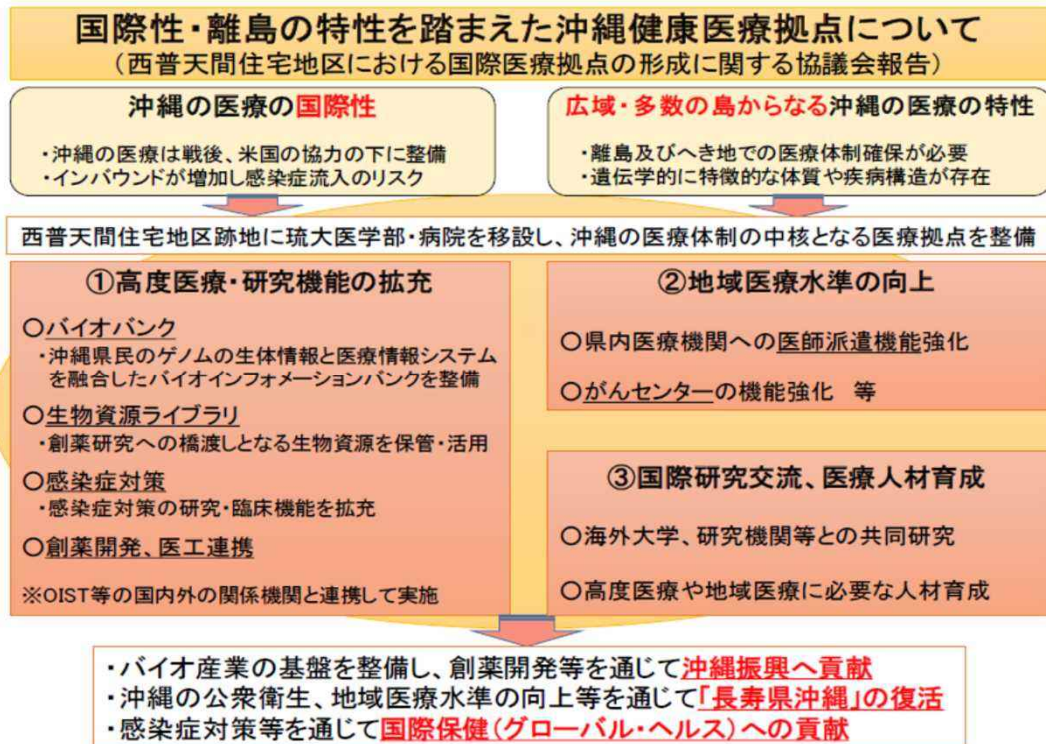 国際性・離島の特性を踏まえた沖縄健康医療拠点について
（西普天間住宅地区における国際医療拠点の形成に関する協議会報告）
沖縄の医療の国際性
・沖縄の医療は戦後、米国の協力の下に整備
・インバウンドが増加し感染症流入のリスク
広域・多数の島からなる沖縄の医療の特性
・離島及びへき地での医療体制確保が必要
・遺伝学的に特徴的な体質や疾病構造が存在
西普天間住宅地区跡地に琉大医学部・病院を移設し、沖縄の医療体制の中核となる医療拠点を整備
①高度医療・研究機能の拡充
○バイオバンク
・沖縄県民のゲノムの生体情報と医療情報システム
を融合したバイオインフォメーションバンクを整備
○生物資源ライブラリ
・創薬研究への橋渡しとなる生物資源を保管・活用
○感染症対策
・感染症対策の研究・臨床機能を拡充
○創薬開発、医工連携
※OIST等の国内外の関係機関と連携して実施
②地域医療水準の向上
○県内医療機関への医師派遣機能強化
○がんセンターの機能強化　等
③国際研究交流、医療人材育成
○海外大学、研究機関等との共同研究
○高度医療や地域医療に必要な人材育成
・バイオ産業の基盤を整備し、創薬開発等を通じて沖縄振興へ貢献
・沖縄の公衆衛生、地域医療水準の向上等を通じて「長寿県沖縄」の復活
・感染症対策等を通じて国際保健（グローバル・ヘルス）への貢献